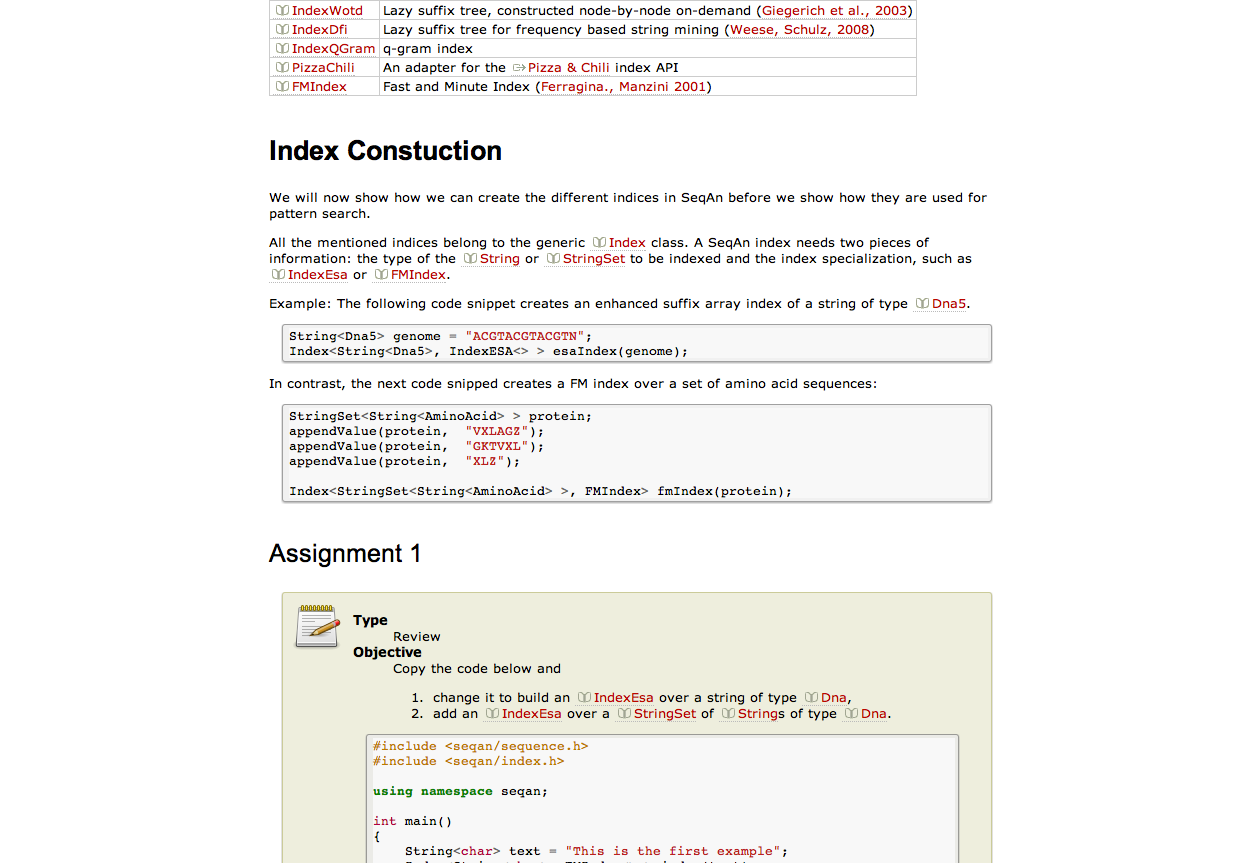 IndexWotd Lazy suffix tree, constructed node-by-node on-demand (Giegerich et al., 2003)
IndexDfi Lazy suffix tree for frequency based string mining (Weese, Schulz, 2008)
IndexQGram q-gram index
PizzaChili An adapter for the Pizza & Chili index API
FMIndex Fast and Minute Index (Ferragina., Manzini 2001)
Index Constuction
We will now show how we can create the different indices in SeqAn before we show how they are used for
pattern search.
All the mentioned indices belong to the generic Index class. A SeqAn index needs two pieces of
information: the type of the String or StringSet to be indexed and the index specialization, such as
IndexEsa or FMIndex.
Example: The following code snippet creates an enhanced suffix array index of a string of type Dna5.
String<Dna5> genome = "ACGTACGTACGTN";
Index<String<Dna5>, IndexESA<> > esaIndex(genome);
In contrast, the next code snipped creates a FM index over a set of amino acid sequences:
StringSet<String<AminoAcid> > protein;
appendValue(protein, "VXLAGZ");
appendValue(protein, "GKTVXL");
appendValue(protein, "XLZ");
Index<StringSet<String<AminoAcid> >, FMIndex> fmIndex(protein);
Assignment 1
Type
Review
Objective
Copy the code below and
1. change it to build an IndexEsa over a string of type Dna,
2. add an IndexEsa over a StringSet of Strings of type Dna.
#include <seqan/sequence.h>
#include <seqan/index.h>
using namespace seqan;
int main()
{
String<char> text = "This is the first example";